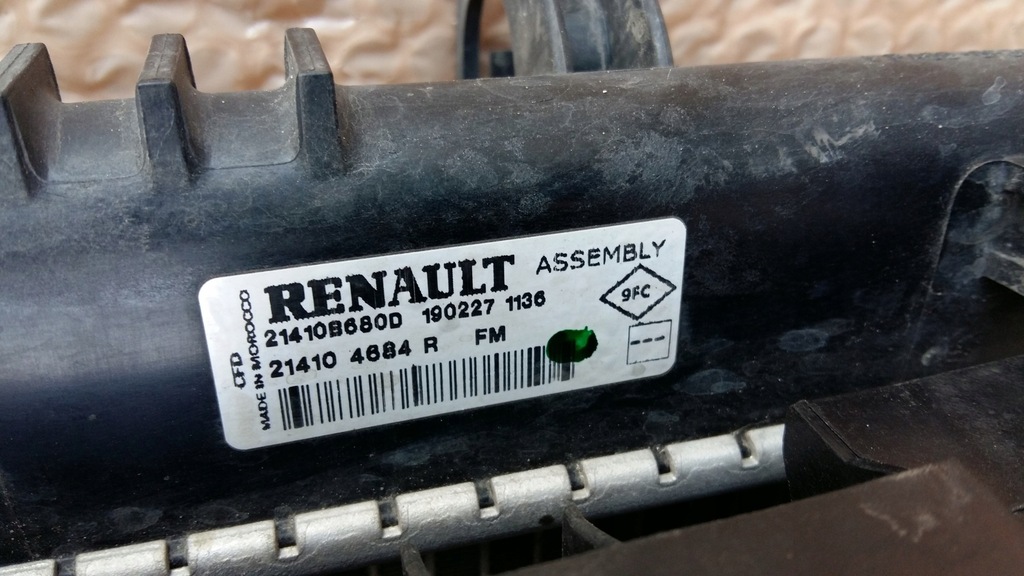 RENAULT ASSEMBLY
21410B680D 190227 1136
21410 4684 R FM
9FC
---
CFD
MADE IN MOROCCO